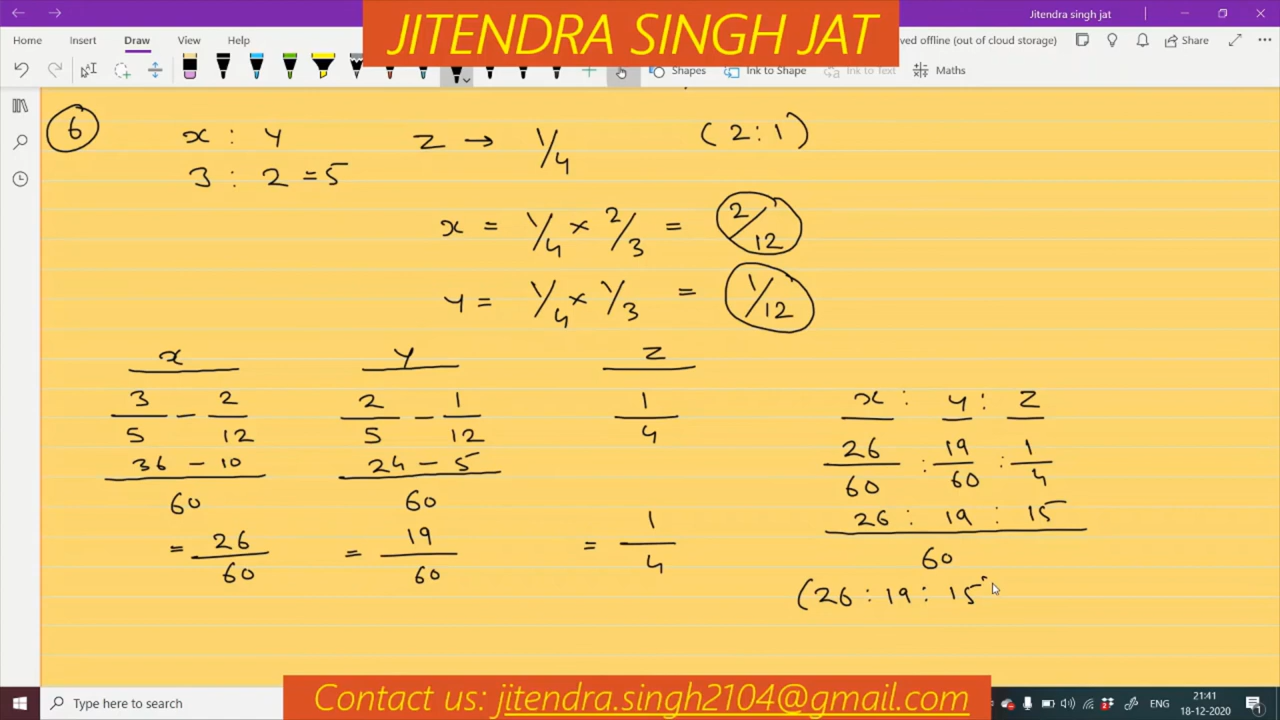 JITENDRA SINGH JAT
Jitendra singh jat
Home Insert Draw View Help
ved offline (out of cloud storage)
Share
Shapes Ink to Shape Ink to Text Maths
6
x : y z → 1/4 (2:1)
3 : 2 = 5
x = 1/4 × 2/3 = 2/12
y = 1/4 × 1/3 = 1/12
x y z
3/5 - 2/12 2/5 - 1/12 1/4
36 - 10 / 60 24 - 5 / 60
= 26/60 = 19/60 = 1/4
x : y : z
26/60 : 19/60 : 1/4
26 : 19 : 15 / 60
(26 : 19 : 15
Contact us: jitendra.singh2104@gmail.com
Type here to search
ENG
21:41
18-12-2020
1